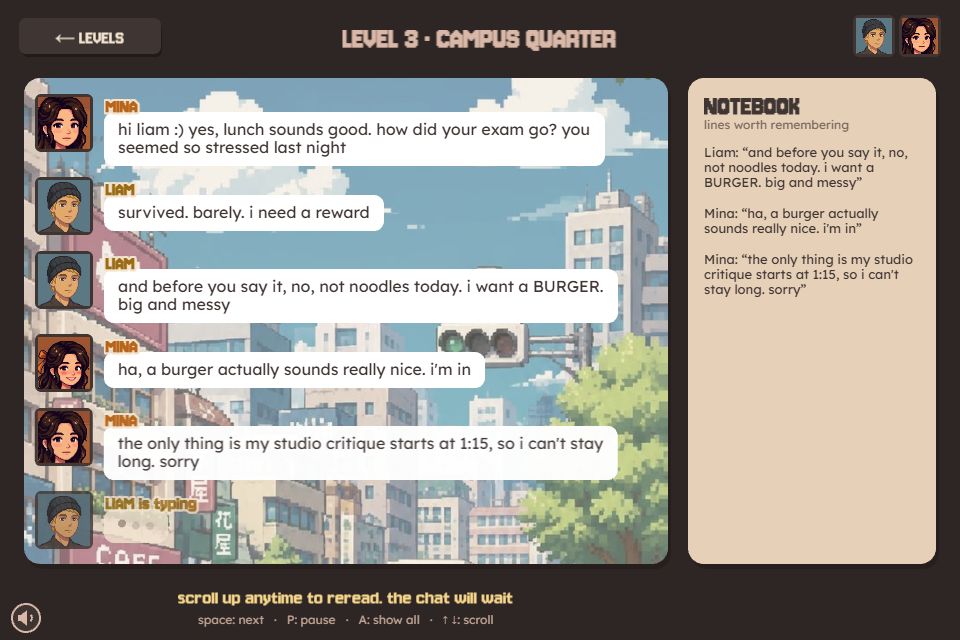 ← LEVELS
LEVEL 3 · CAMPUS QUARTER
MINA
hi liam :) yes, lunch sounds good. how did your exam go? you
seemed so stressed last night
LIAM
survived. barely. i need a reward
LIAM
and before you say it, no, not noodles today. i want a BURGER.
big and messy
MINA
ha, a burger actually sounds really nice. i'm in
MINA
the only thing is my studio critique starts at 1:15, so i can't stay
long. sorry
LIAM is typing
花屋
CAFE
NOTEBOOK
lines worth remembering
Liam: “and before you say it, no,
not noodles today. i want a
BURGER. big and messy”
Mina: “ha, a burger actually
sounds really nice. i'm in”
Mina: “the only thing is my studio
critique starts at 1:15, so i can't
stay long. sorry”
scroll up anytime to reread. the chat will wait
space: next · P: pause · A: show all · ↑↓: scroll